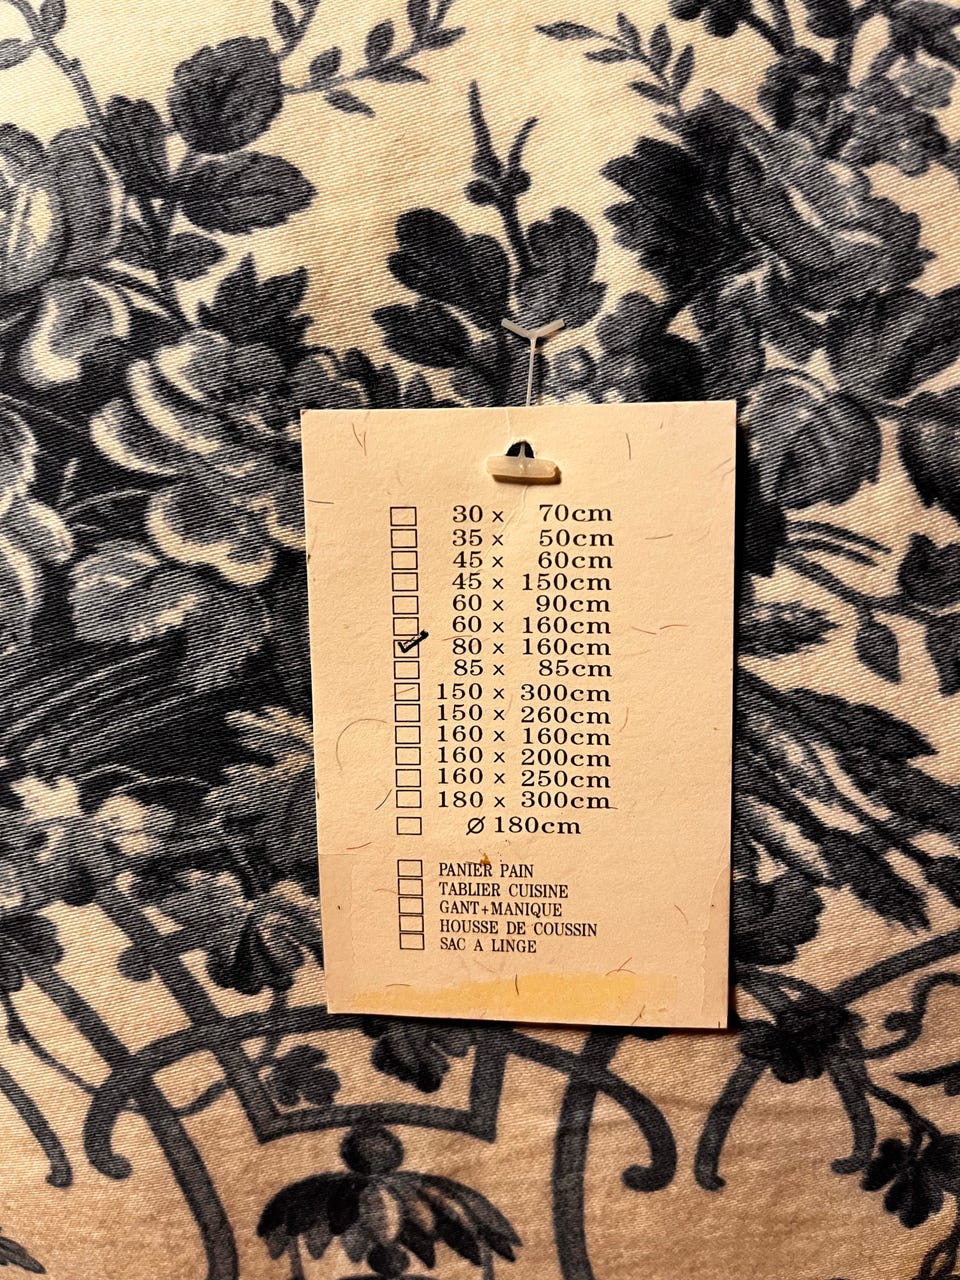 30 x 70cm
35 x 50cm
45 x 60cm
45 x 150cm
60 x 90cm
60 x 160cm
80 x 160cm
85 x 85cm
150 x 300cm
150 x 260cm
160 x 160cm
160 x 200cm
160 x 250cm
180 x 300cm
Ø 180cm
PANIER PAIN
TABLIER CUISINE
GANT+MANIQUE
HOUSSE DE COUSSIN
SAC A LINGE